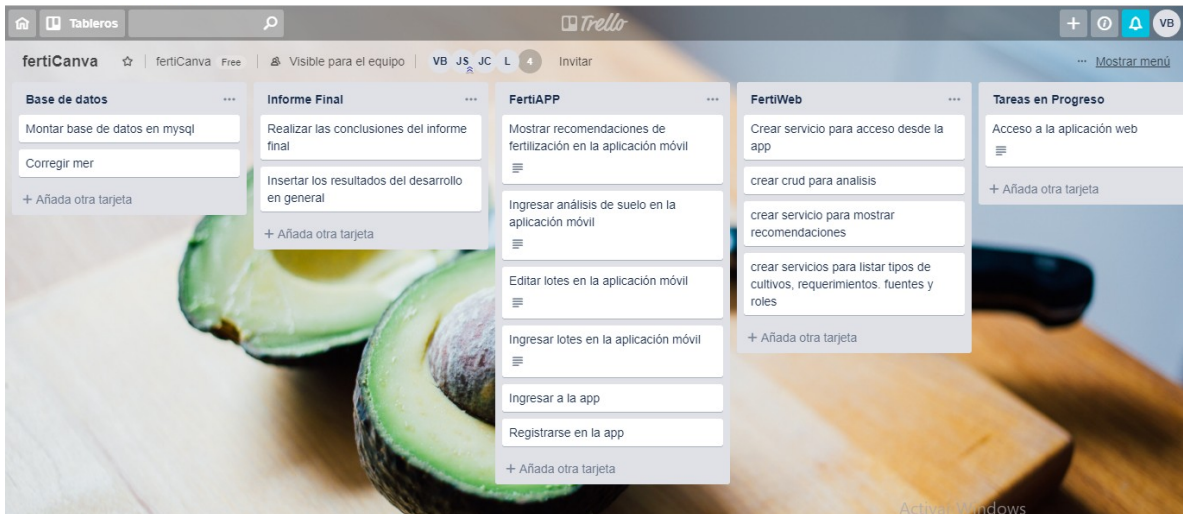 Tableros
Trello
VB
fertiCanva
fertiCanva Free
Visible para el equipo
VB JS JC L 4
Invitar
··· Mostrar menú
Base de datos ···
Montar base de datos en mysql
Corregir mer
+ Añada otra tarjeta
Informe Final ···
Realizar las conclusiones del informe
final
Insertar los resultados del desarrollo
en general
+ Añada otra tarjeta
FertiAPP ···
Mostrar recomendaciones de
fertilización en la aplicación móvil
Ingresar análisis de suelo en la
aplicación móvil
Editar lotes en la aplicación móvil
Ingresar lotes en la aplicación móvil
Ingresar a la app
Registrarse en la app
+ Añada otra tarjeta
FertiWeb ···
Crear servicio para acceso desde la
app
crear crud para analisis
crear servicio para mostrar
recomendaciones
crear servicios para listar tipos de
cultivos, requerimientos. fuentes y
roles
+ Añada otra tarjeta
Tareas en Progreso
Acceso a la aplicación web
+ Añada otra tarjeta
Activar Windows